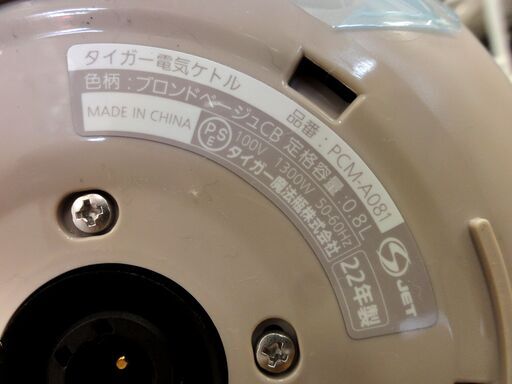 タイガー電気ケトル 品番：PCM-A081
色柄：ブロンドベージュCB 定格容量：0.8L
MADE IN CHINA
PSE
100V 1300W 50-60Hz
タイガー魔法瓶株式会社
22年製
S JET